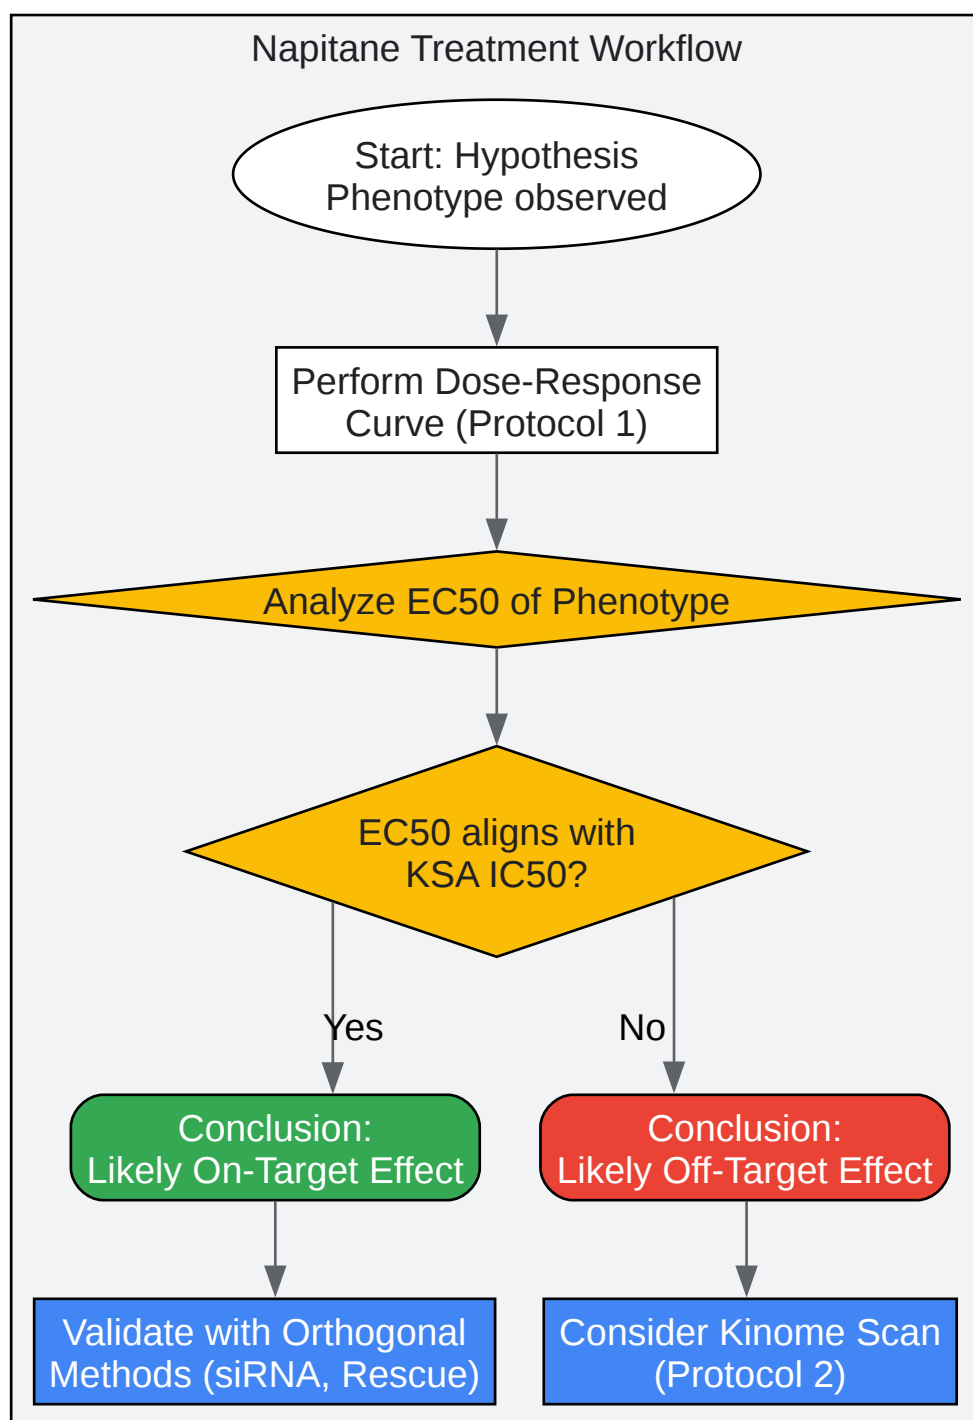 Napitane Treatment Workflow
Start: Hypothesis
Phenotype observed
Perform Dose-Response
Curve (Protocol 1)
Analyze EC50 of Phenotype
EC50 aligns with
KSA IC50?
Yes
No
Conclusion:
Likely On-Target Effect
Conclusion:
Likely Off-Target Effect
Validate with Orthogonal
Methods (siRNA, Rescue)
Consider Kinome Scan
(Protocol 2)